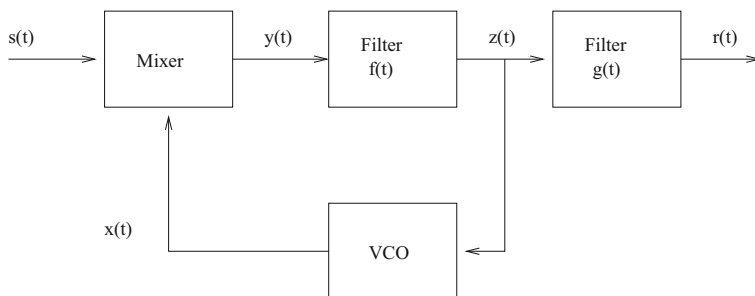 s(t)
Mixer
y(t)
Filter
f(t)
z(t)
Filter
g(t)
r(t)
x(t)
VCO